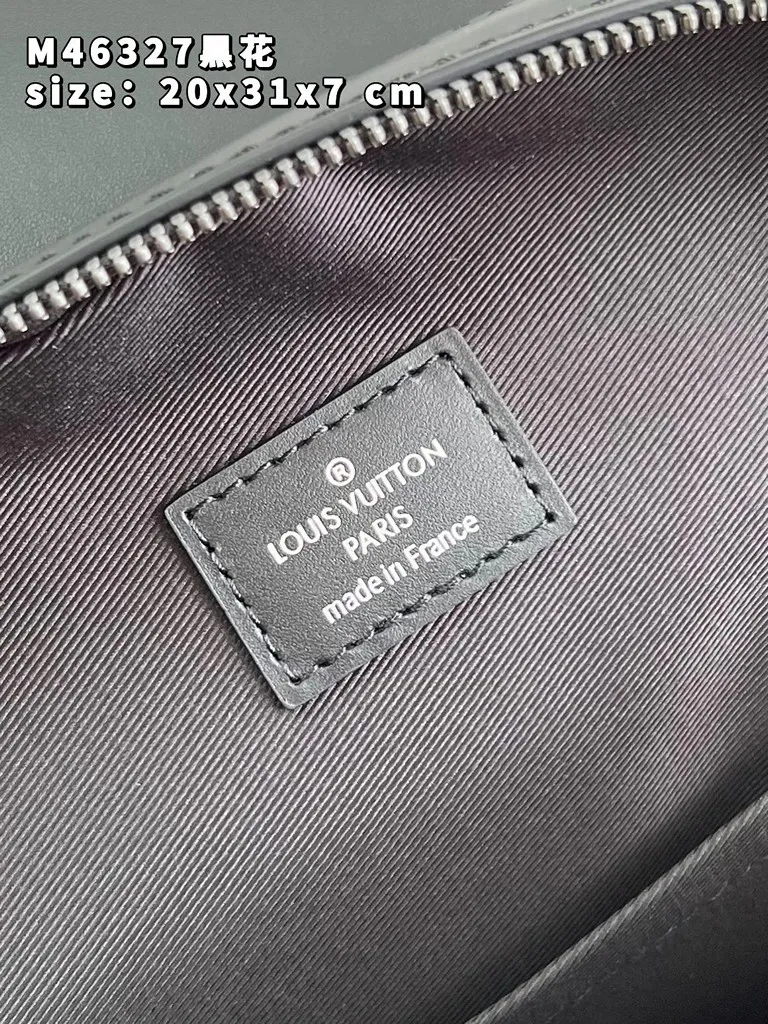 M46327黑花
size: 20x31x7 cm
®
LOUIS VUITTON
PARIS
made in France